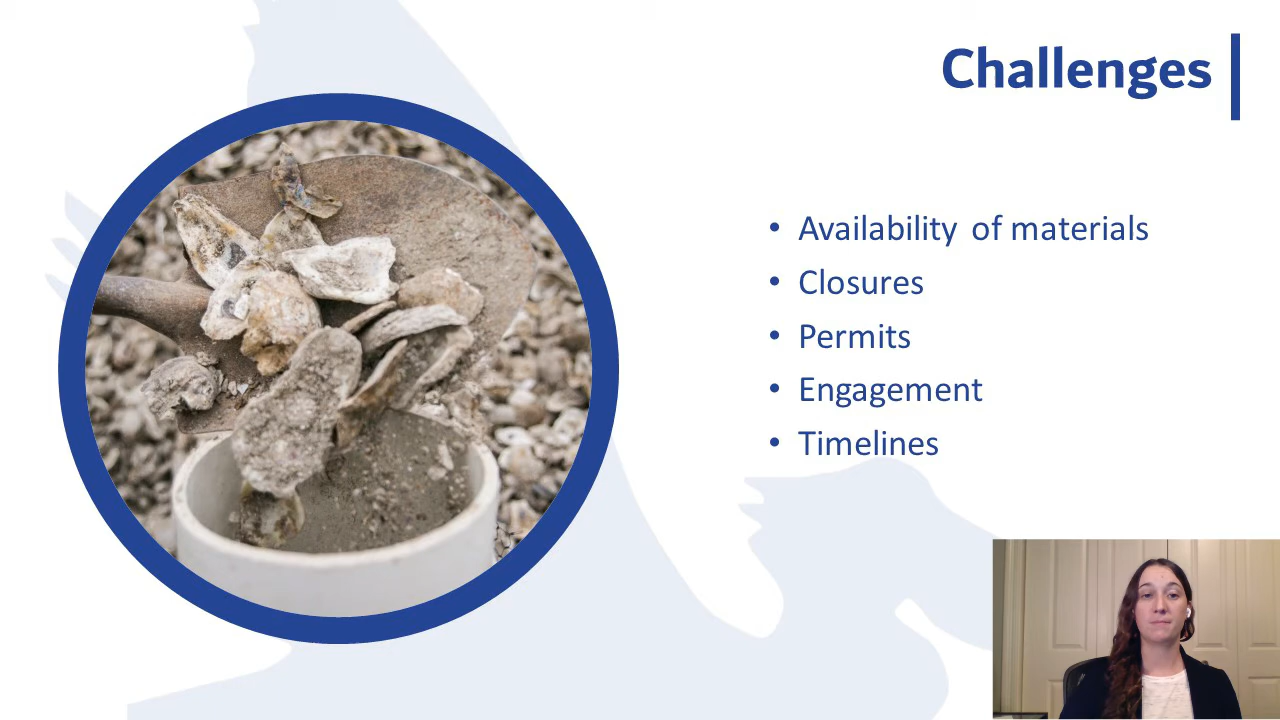 Challenges
• Availability of materials
• Closures
• Permits
• Engagement
• Timelines